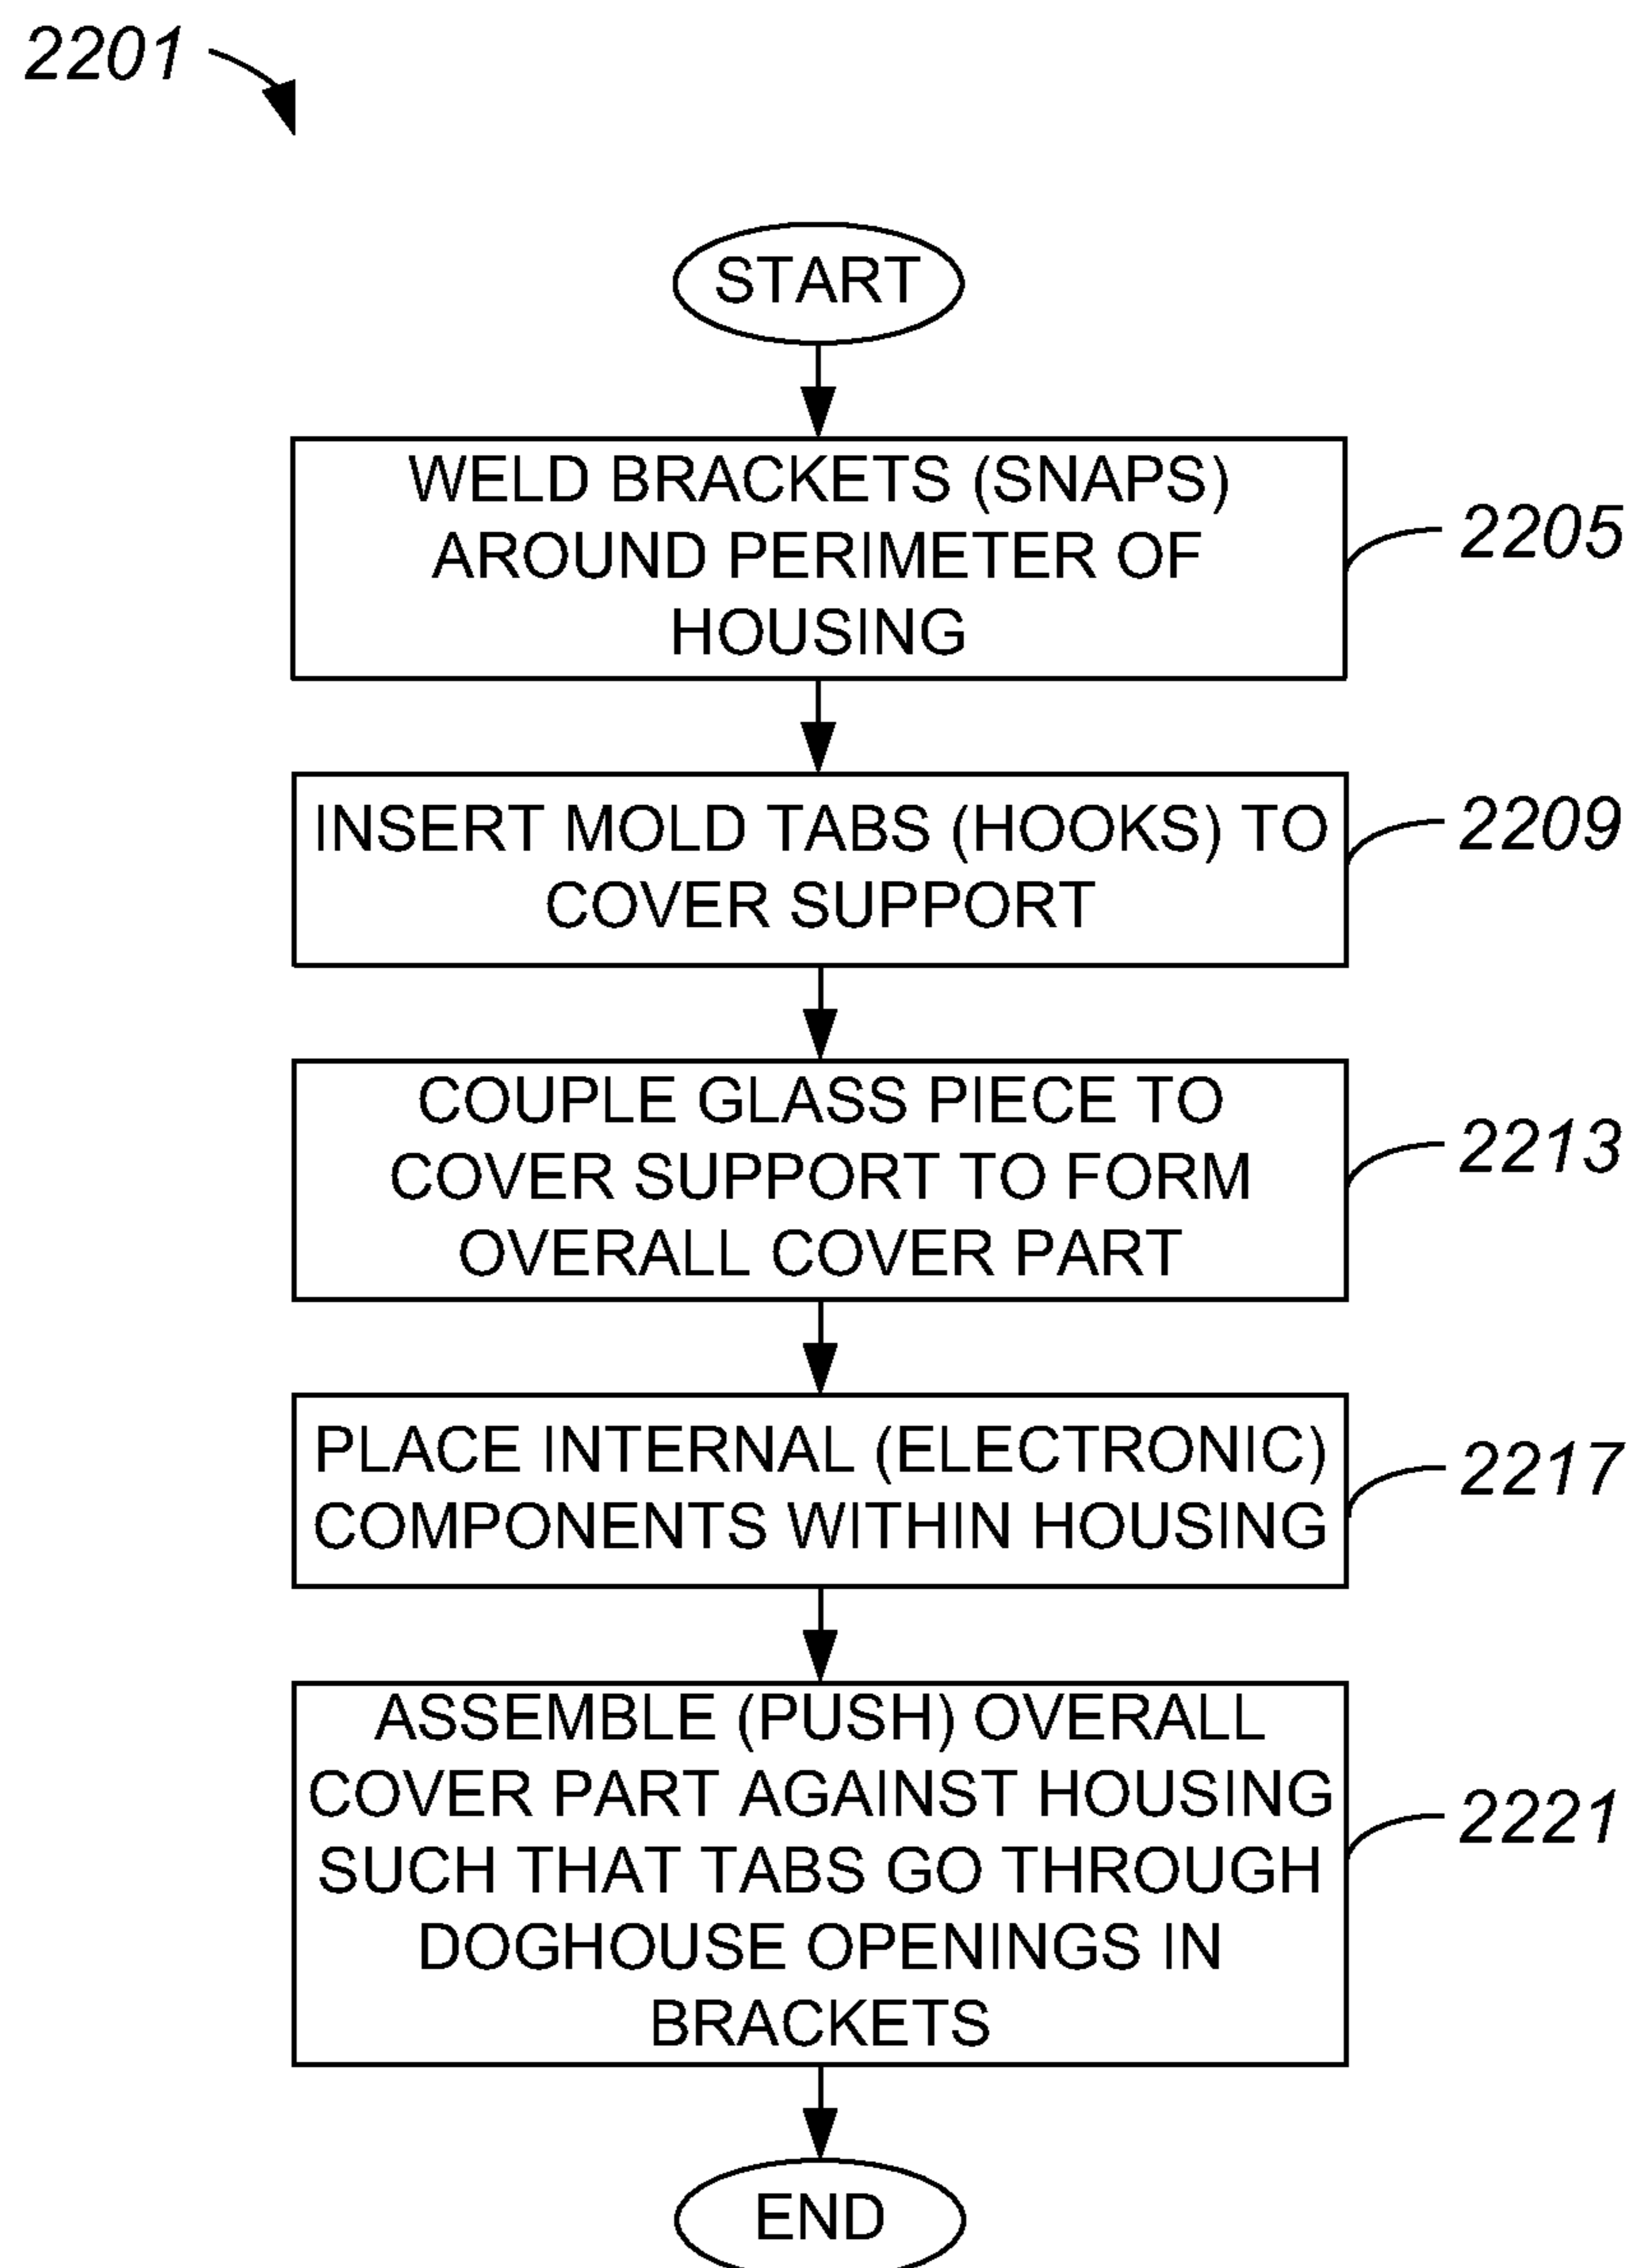 2201
START
WELD BRACKETS (SNAPS)
AROUND PERIMETER OF
HOUSING
2205
INSERT MOLD TABS (HOOKS) TO
COVER SUPPORT
2209
COUPLE GLASS PIECE TO
COVER SUPPORT TO FORM
OVERALL COVER PART
2213
PLACE INTERNAL (ELECTRONIC)
COMPONENTS WITHIN HOUSING
2217
ASSEMBLE (PUSH) OVERALL
COVER PART AGAINST HOUSING
SUCH THAT TABS GO THROUGH
DOGHOUSE OPENINGS IN
BRACKETS
2221
END